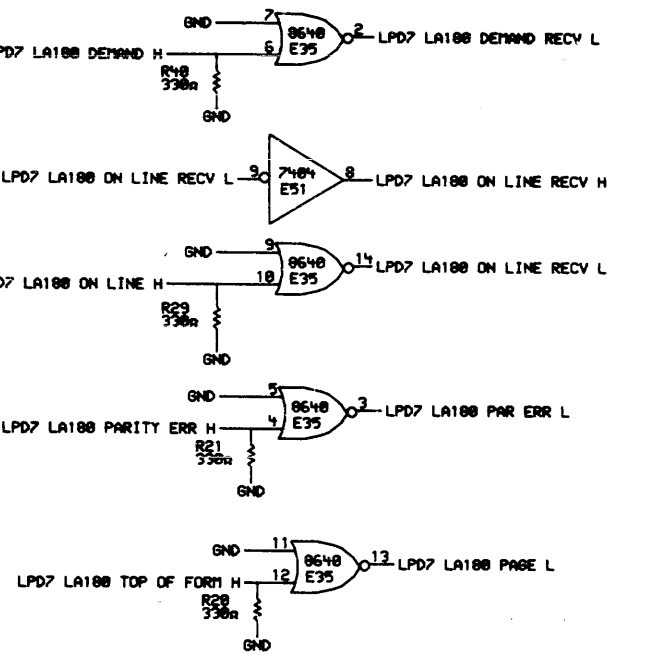 GND 7 8640 2 LPD7 LA180 DEMAND RECV L
PD7 LA180 DEMAND H 6 E35
R40
330Ω
GND
LPD7 LA180 ON LINE RECV L 9 7404 8 LPD7 LA180 ON LINE RECV H
E51
GND 9 8640 14 LPD7 LA180 ON LINE RECV L
D7 LA180 ON LINE H 10 E35
R29
330Ω
GND
GND 5 8640 3 LPD7 LA180 PAR ERR L
LPD7 LA180 PARITY ERR H 4 E35
R21
330Ω
GND
GND 11 8640 13 LPD7 LA180 PAGE L
LPD7 LA180 TOP OF FORM H 12 E35
R20
330Ω
GND